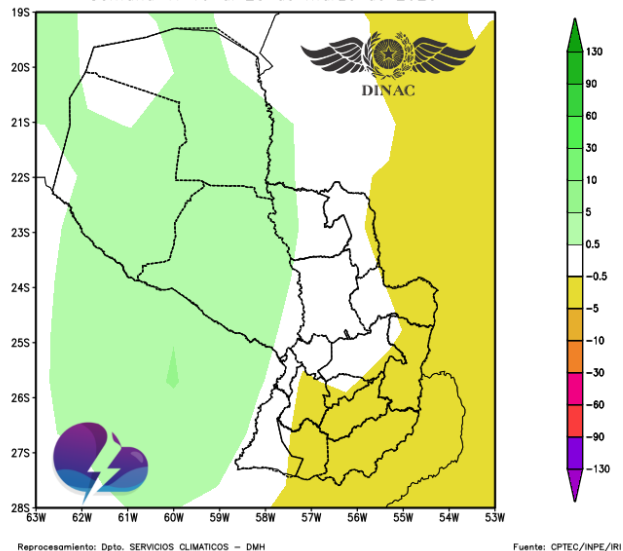 19S
20S
21S
22S
23S
24S
25S
26S
27S
28S
63W 62W 61W 60W 59W 58W 57W 56W 55W 54W 53W
DINAC
130
90
60
30
10
5
0.5
-0.5
-5
-10
-30
-60
-90
-130
Reprocesamiento: Dpto. SERVICIOS CLIMATICOS - DMH
Fuente: CPTEC/INPE/IRI